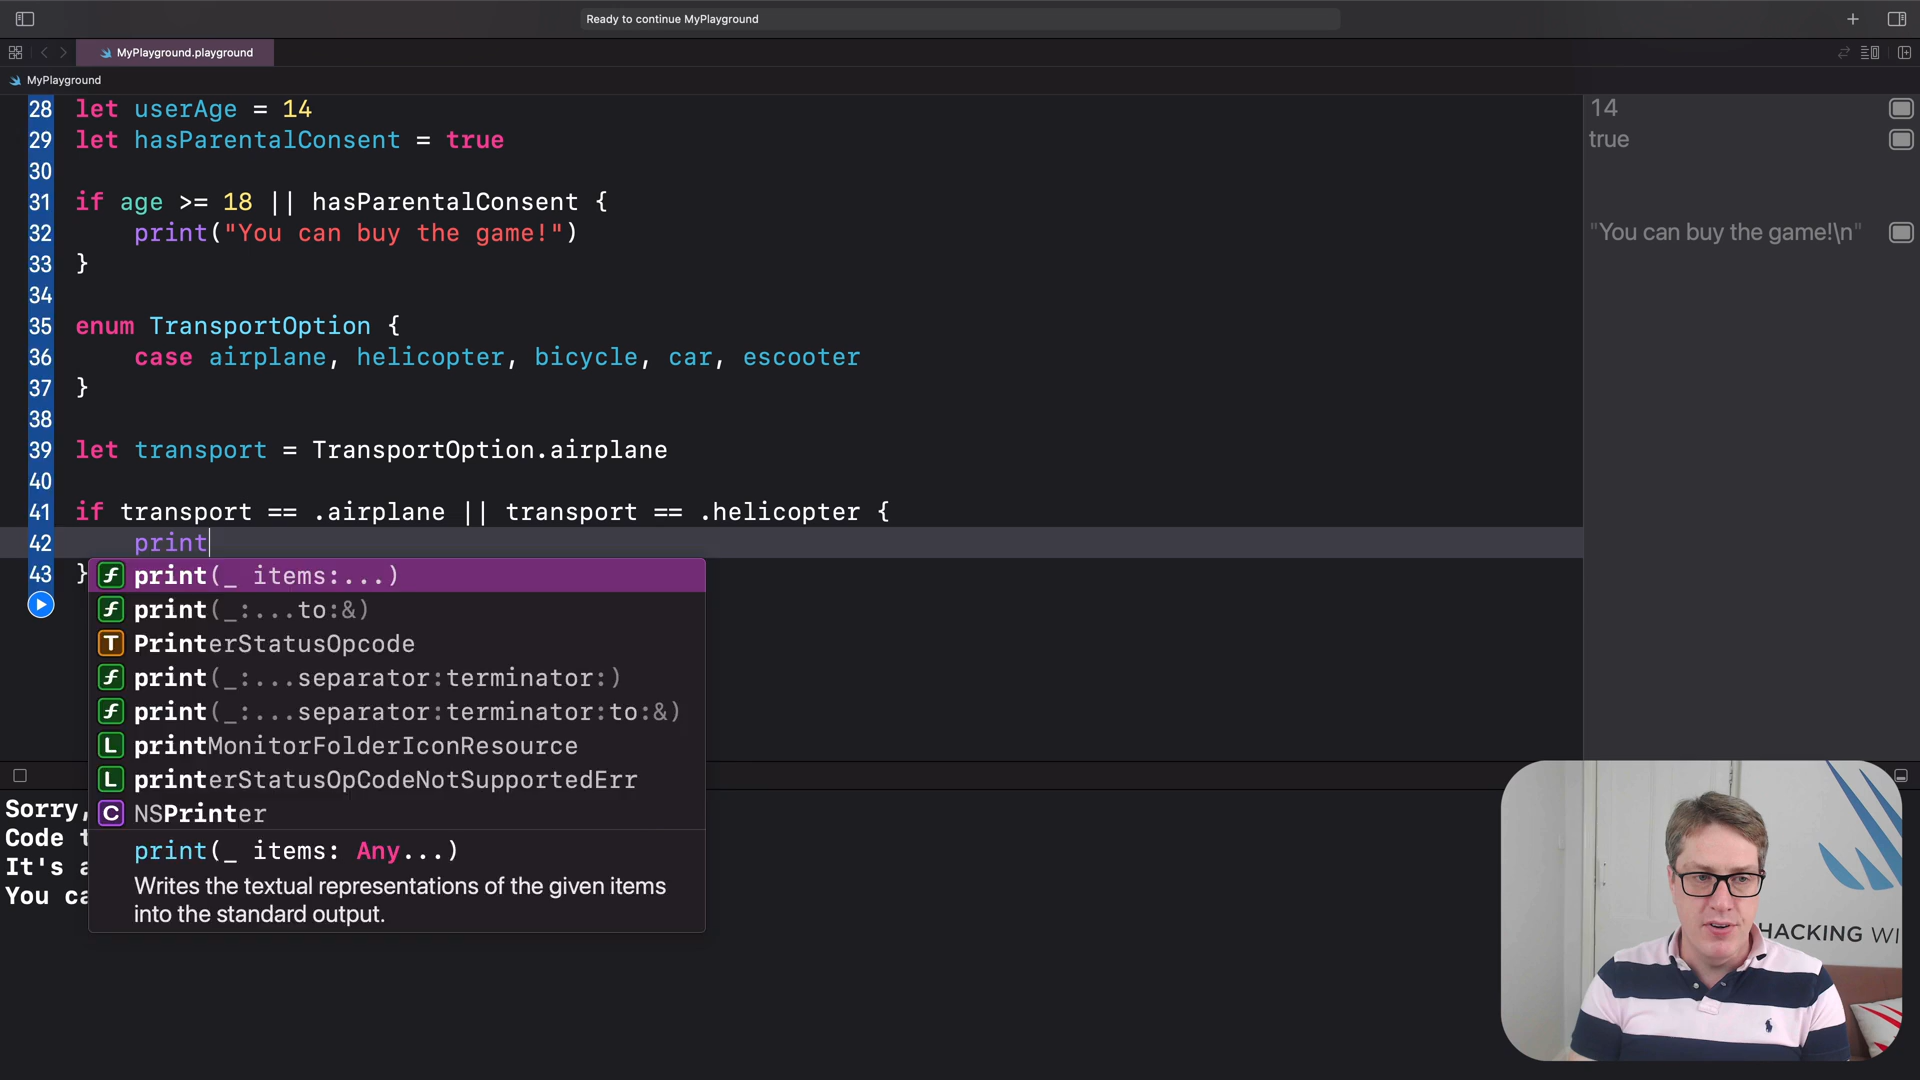 Ready to continue MyPlayground
MyPlayground.playground
MyPlayground
28 let userAge = 14
14
29 let hasParentalConsent = true
true
30
31 if age >= 18 || hasParentalConsent {
32 print("You can buy the game!")
"You can buy the game!\n"
33 }
34
35 enum TransportOption {
36 case airplane, helicopter, bicycle, car, escooter
37 }
38
39 let transport = TransportOption.airplane
40
41 if transport == .airplane || transport == .helicopter {
42 print
43 }
f print(_ items:...)
f print(_:...to:&)
T PrinterStatusOpcode
f print(_:...separator:terminator:)
f print(_:...separator:terminator:to:&)
L printMonitorFolderIconResource
L printerStatusOpCodeNotSupportedErr
C NSPrinter
print(_ items: Any...)
Writes the textual representations of the given items
into the standard output.
Sorry,
Code
It's
You
HACKING WI